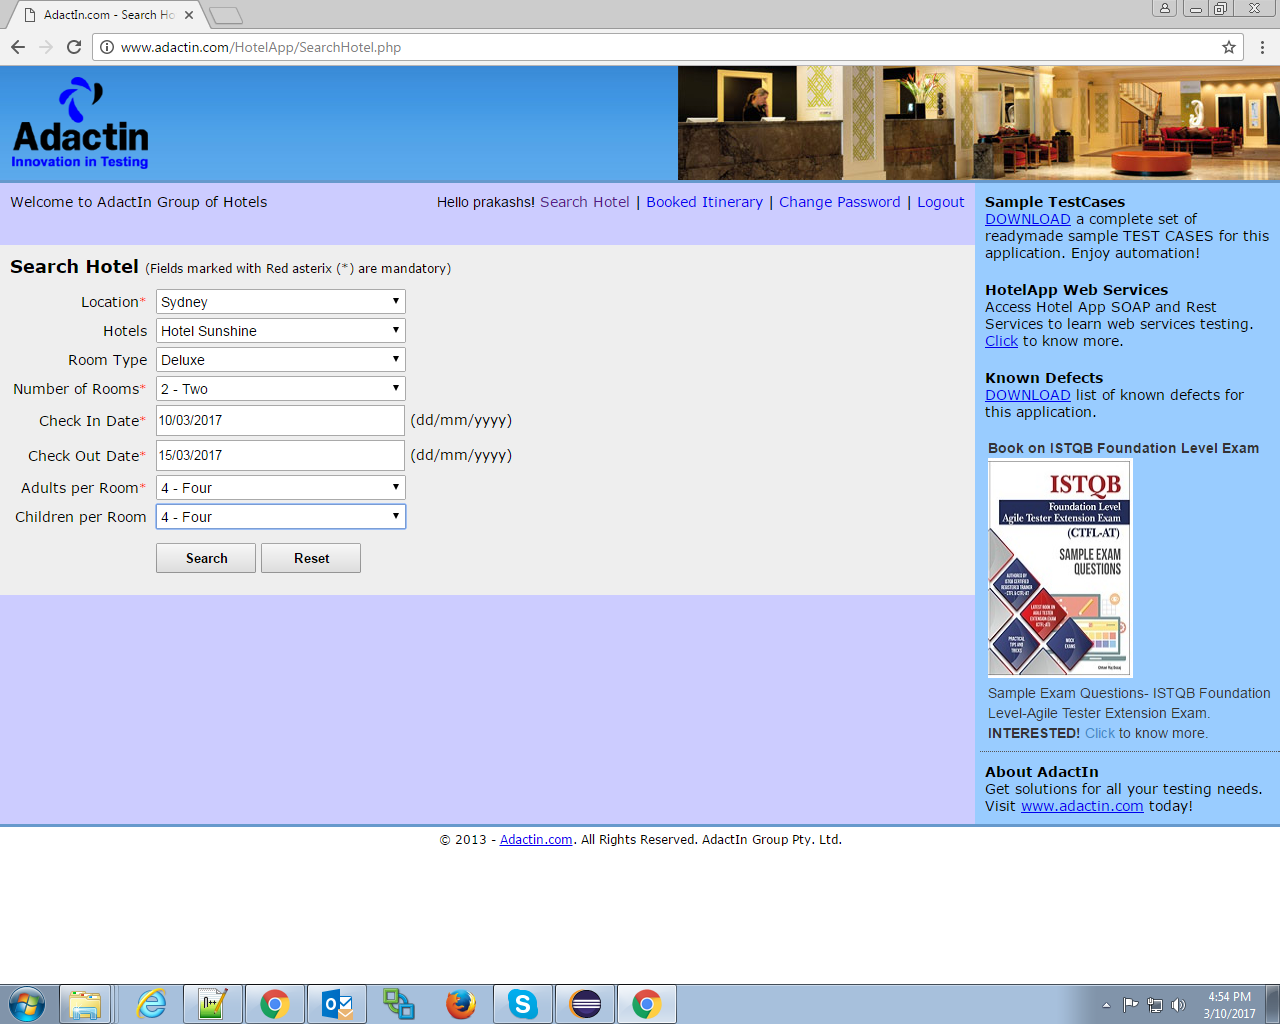 AdactIn.com - Search Ho
www.adactin.com/HotelApp/SearchHotel.php
Adactin
Innovation in Testing
Welcome to AdactIn Group of Hotels
Hello prakashs! Search Hotel | Booked Itinerary | Change Password | Logout
Search Hotel (Fields marked with Red asterix (*) are mandatory)
Location* Sydney
Hotels Hotel Sunshine
Room Type Deluxe
Number of Rooms* 2 - Two
Check In Date* 10/03/2017 (dd/mm/yyyy)
Check Out Date* 15/03/2017 (dd/mm/yyyy)
Adults per Room* 4 - Four
Children per Room 4 - Four
Search Reset
Sample TestCases
DOWNLOAD a complete set of
readymade sample TEST CASES for this
application. Enjoy automation!
HotelApp Web Services
Access Hotel App SOAP and Rest
Services to learn web services testing.
Click to know more.
Known Defects
DOWNLOAD list of known defects for
this application.
Book on ISTQB Foundation Level Exam
ISTQB
Foundation Level
Agile Tester Extension Exam
(CTFL-AT)
SAMPLE EXAM
QUESTIONS
Sample Exam Questions- ISTQB Foundation
Level-Agile Tester Extension Exam.
INTERESTED! Click to know more.
About AdactIn
Get solutions for all your testing needs.
Visit www.adactin.com today!
© 2013 - Adactin.com. All Rights Reserved. AdactIn Group Pty. Ltd.
4:54 PM
3/10/2017